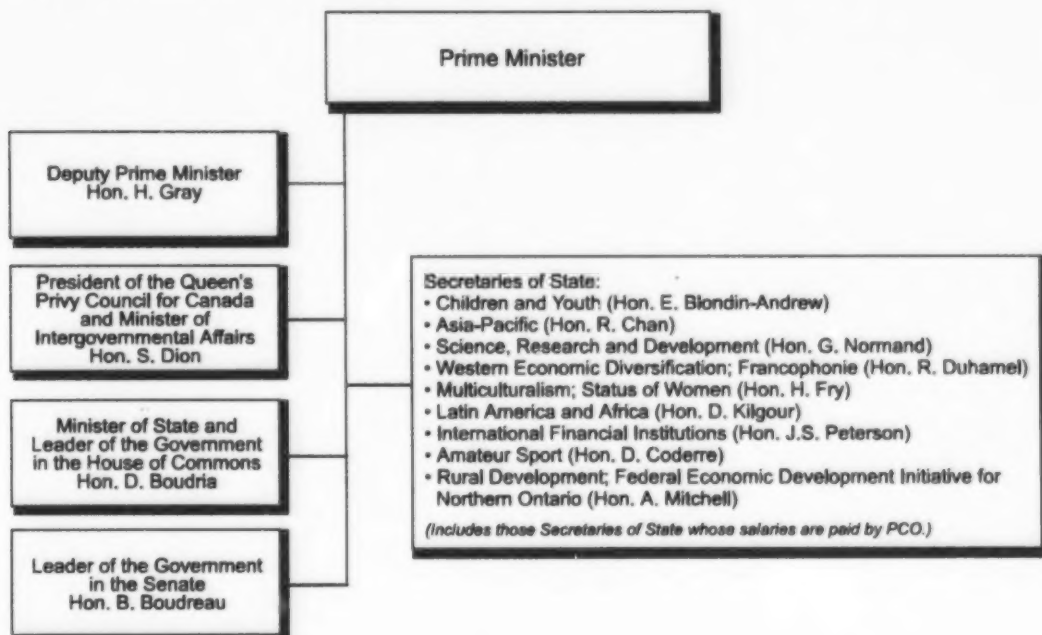 Prime Minister
Deputy Prime Minister
Hon. H. Gray
President of the Queen's
Privy Council for Canada
and Minister of
Intergovernmental Affairs
Hon. S. Dion
Minister of State and
Leader of the Government
in the House of Commons
Hon. D. Boudria
Leader of the Government
in the Senate
Hon. B. Boudreau
Secretaries of State:
• Children and Youth (Hon. E. Blondin-Andrew)
• Asia-Pacific (Hon. R. Chan)
• Science, Research and Development (Hon. G. Normand)
• Western Economic Diversification; Francophonie (Hon. R. Duhamel)
• Multiculturalism; Status of Women (Hon. H. Fry)
• Latin America and Africa (Hon. D. Kilgour)
• International Financial Institutions (Hon. J.S. Peterson)
• Amateur Sport (Hon. D. Coderre)
• Rural Development; Federal Economic Development Initiative for
Northern Ontario (Hon. A. Mitchell)
(Includes those Secretaries of State whose salaries are paid by PCO.)